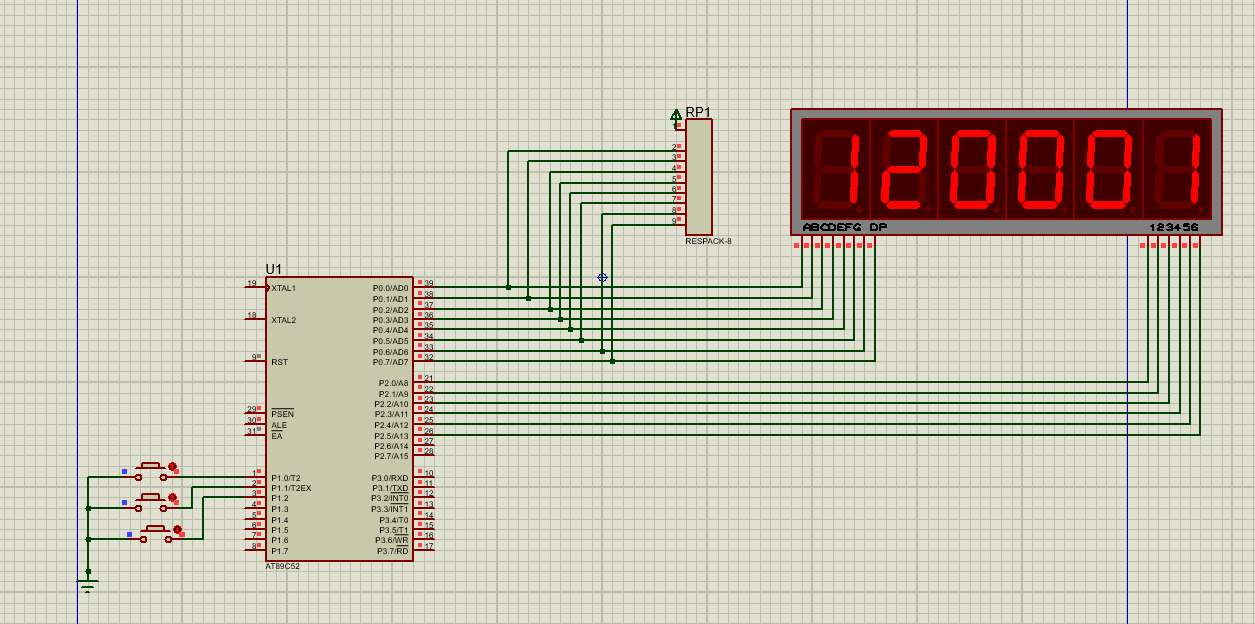 RP1
1
2
3
4
5
6
7
8
9
RESPACK-8
120001
ABCDEFG DP
123456
U1
19 XTAL1
18 XTAL2
9 RST
29 PSEN
30 ALE
31 EA
1 P1.0/T2
2 P1.1/T2EX
3 P1.2
4 P1.3
5 P1.4
6 P1.5
7 P1.6
8 P1.7
P0.0/AD0 39
P0.1/AD1 38
P0.2/AD2 37
P0.3/AD3 36
P0.4/AD4 35
P0.5/AD5 34
P0.6/AD6 33
P0.7/AD7 32
P2.0/A8 21
P2.1/A9 22
P2.2/A10 23
P2.3/A11 24
P2.4/A12 25
P2.5/A13 26
P2.6/A14 27
P2.7/A15 28
P3.0/RXD 10
P3.1/TXD 11
P3.2/INT0 12
P3.3/INT1 13
P3.4/T0 14
P3.5/T1 15
P3.6/WR 16
P3.7/RD 17
AT89C52